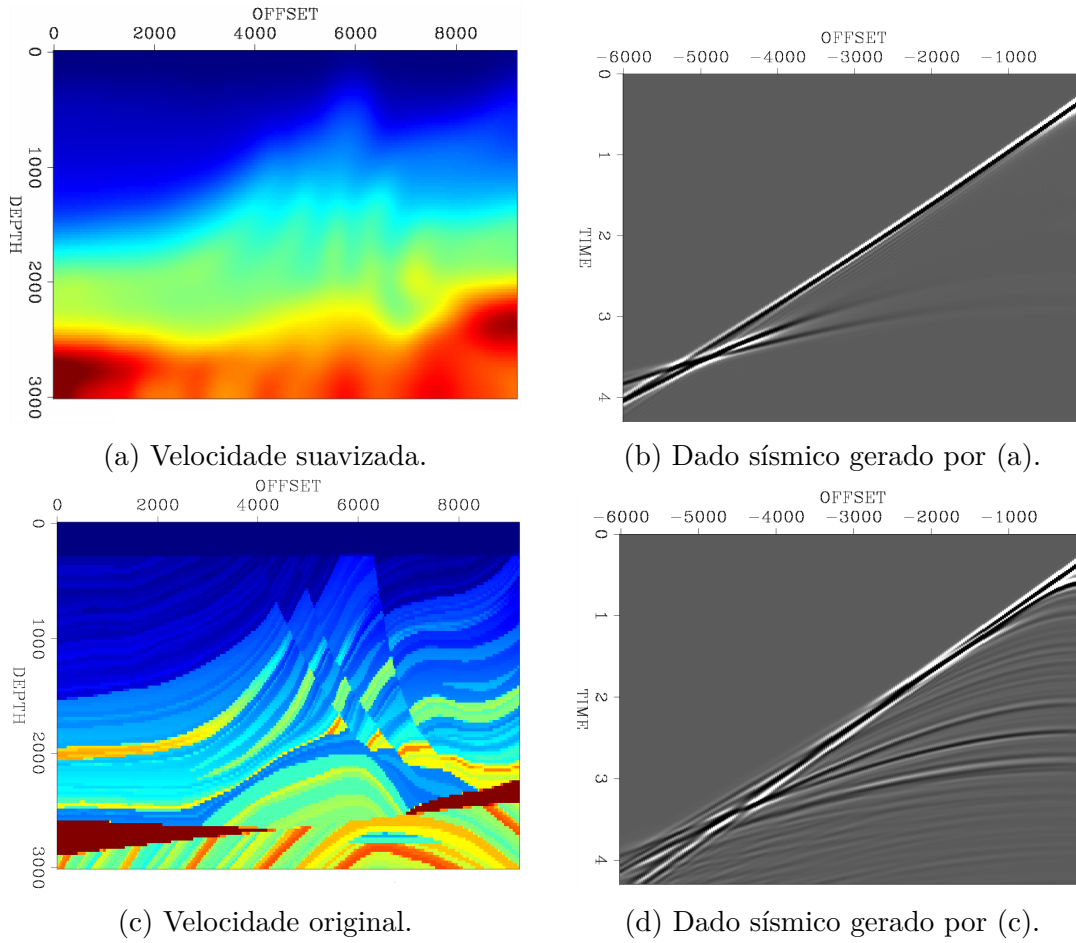 OFFSET
0 2000 4000 6000 8000
0 1000 2000 3000
DEPTH
(a) Velocidade suavizada.
OFFSET
−6000 −5000 −4000 −3000 −2000 −1000
0 1 2 3 4
TIME
(b) Dado sísmico gerado por (a).
OFFSET
0 2000 4000 6000 8000
0 1000 2000 3000
DEPTH
(c) Velocidade original.
OFFSET
−6000 −5000 −4000 −3000 −2000 −1000
0 1 2 3 4
TIME
(d) Dado sísmico gerado por (c).